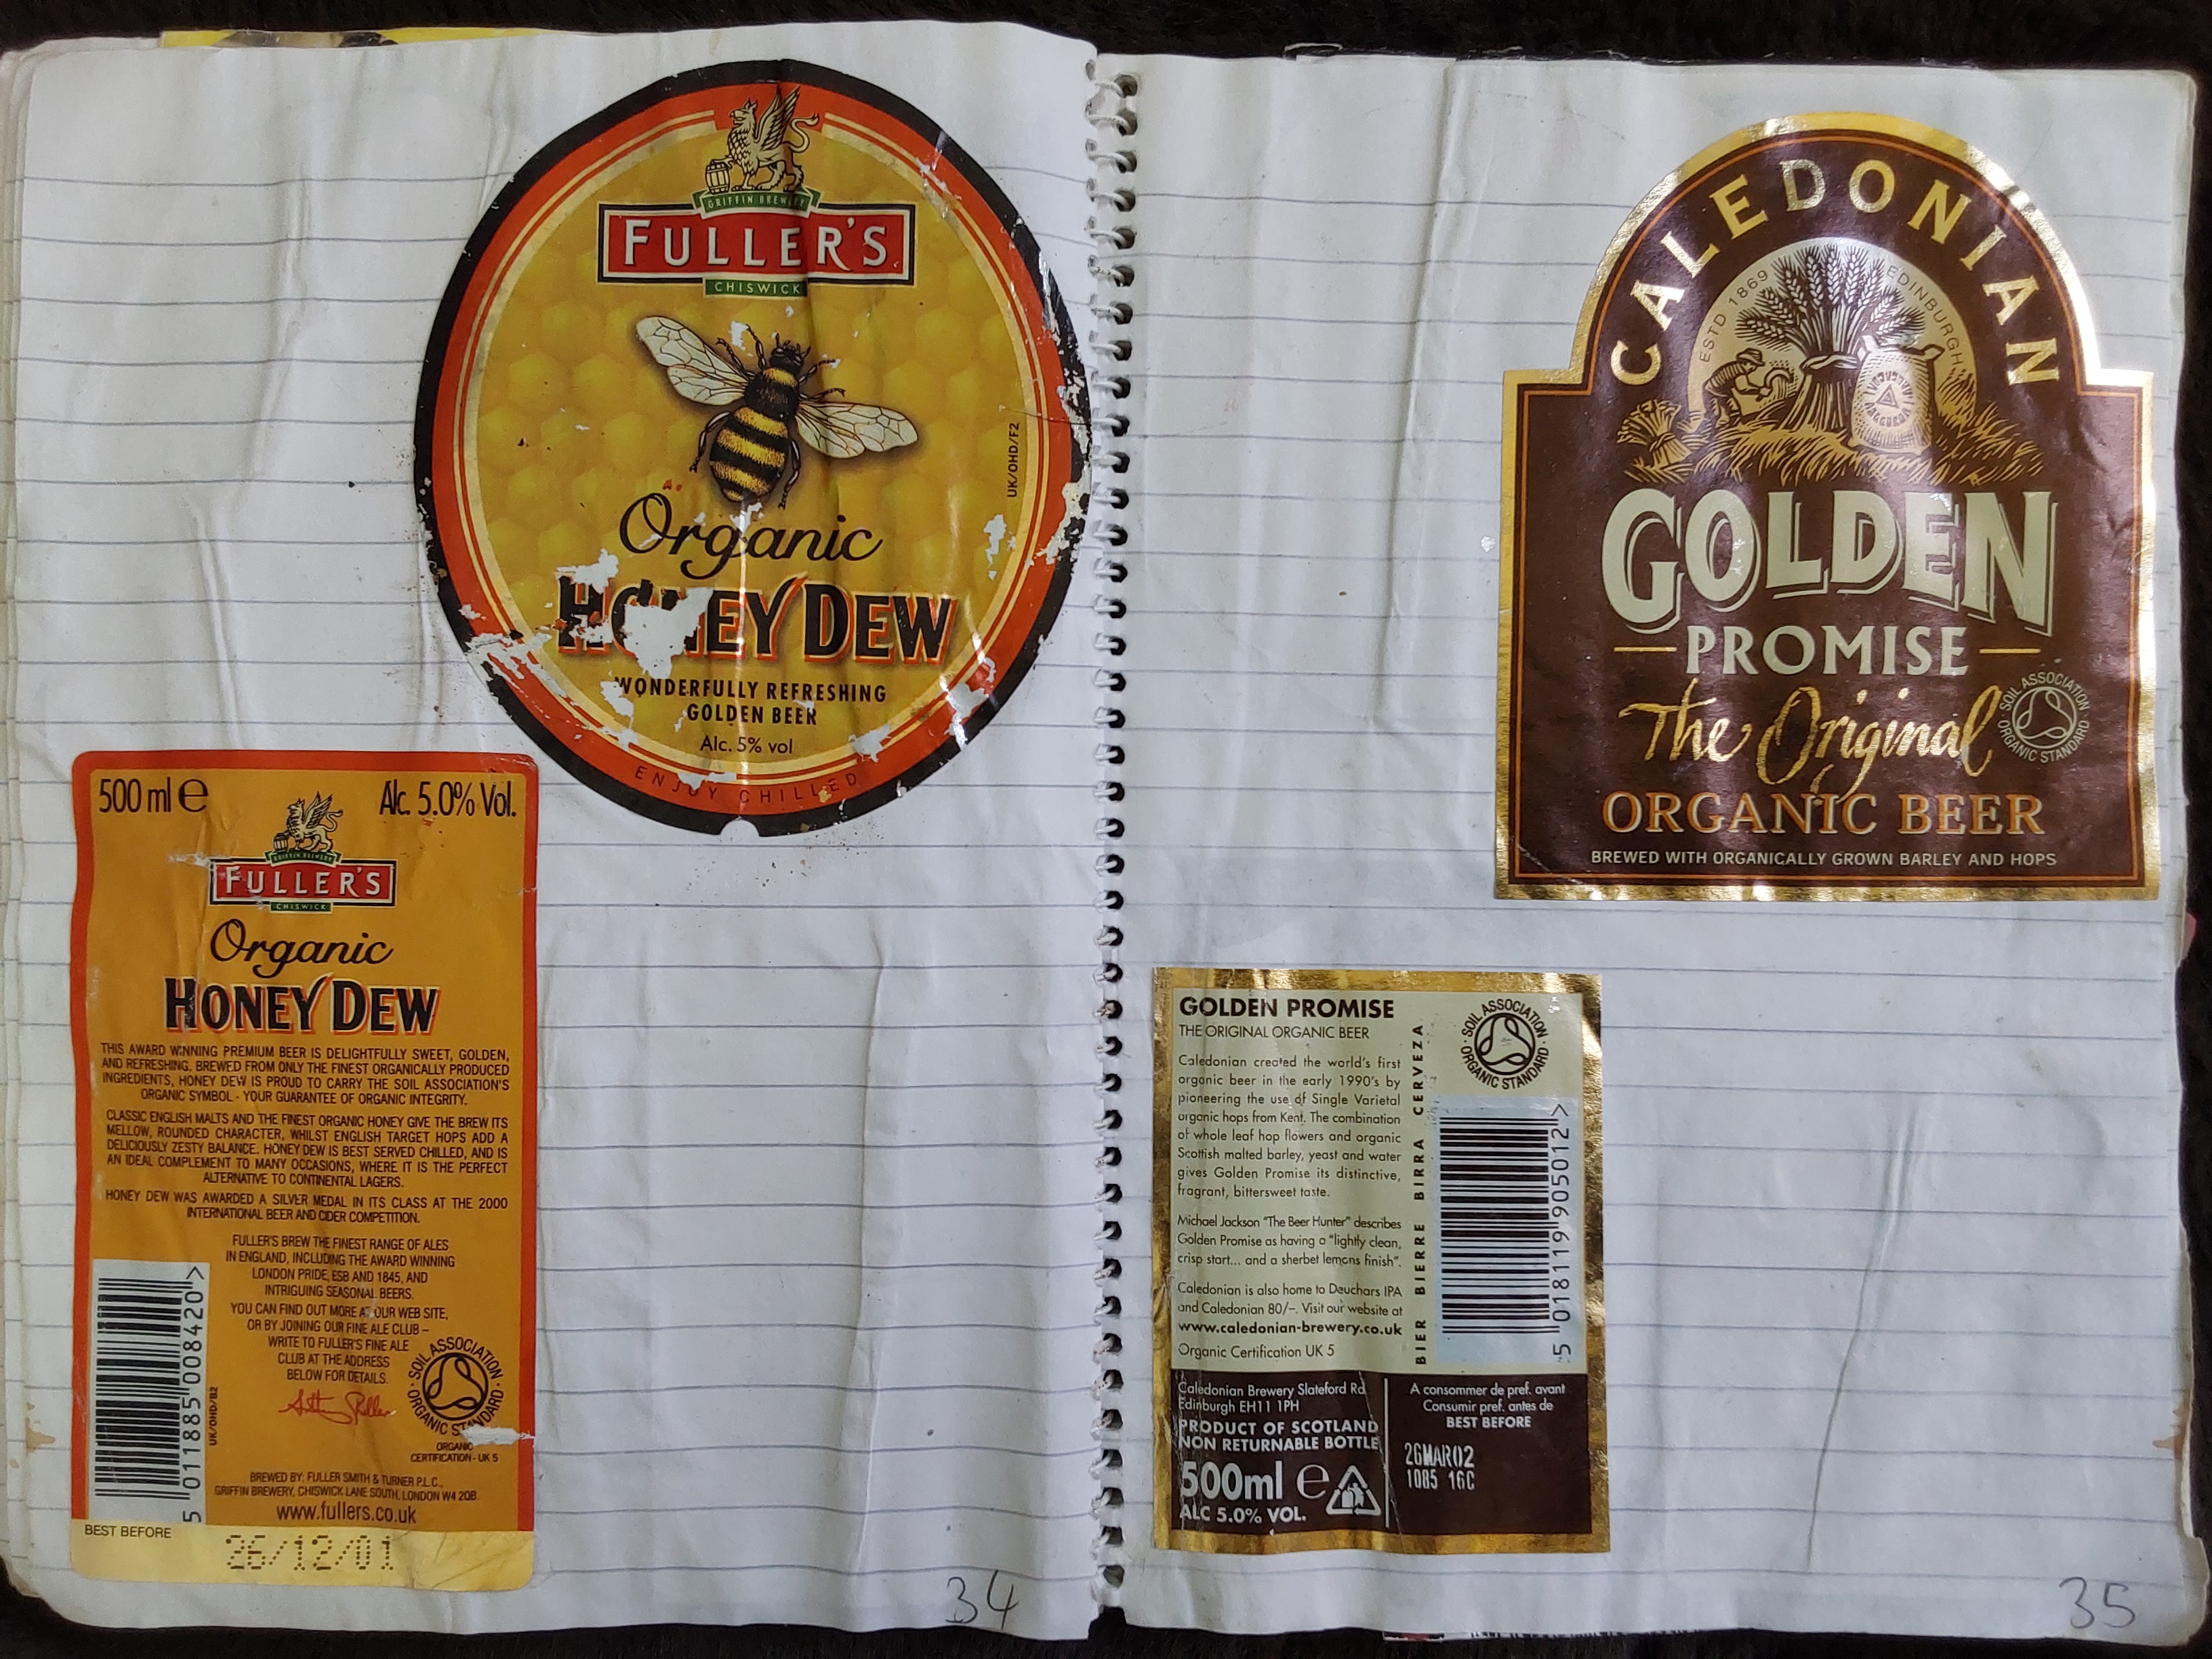 GRIFFIN BREWERY
FULLER'S
CHISWICK
UK/OHD/F2
Organic
HONEY DEW
WONDERFULLY REFRESHING
GOLDEN BEER
Alc. 5% vol
ENJOY CHILLED
500 ml e Alc. 5.0% Vol.
GRIFFIN BREWERY
FULLER'S
CHISWICK
Organic
HONEY DEW
THIS AWARD WINNING PREMIUM BEER IS DELIGHTFULLY SWEET, GOLDEN,
AND REFRESHING. BREWED FROM ONLY THE FINEST ORGANICALLY PRODUCED
INGREDIENTS, HONEY DEW IS PROUD TO CARRY THE SOIL ASSOCIATION'S
ORGANIC SYMBOL - YOUR GUARANTEE OF ORGANIC INTEGRITY.
CLASSIC ENGLISH MALTS AND THE FINEST ORGANIC HONEY GIVE THE BREW ITS
MELLOW, ROUNDED CHARACTER, WHILST ENGLISH TARGET HOPS ADD A
DELICIOUSLY ZESTY BALANCE. HONEY DEW IS BEST SERVED CHILLED, AND IS
AN IDEAL COMPLEMENT TO MANY OCCASIONS, WHERE IT IS THE PERFECT
ALTERNATIVE TO CONTINENTAL LAGERS.
HONEY DEW WAS AWARDED A SILVER MEDAL IN ITS CLASS AT THE 2000
INTERNATIONAL BEER AND CIDER COMPETITION.
FULLER'S BREW THE FINEST RANGE OF ALES
IN ENGLAND, INCLUDING THE AWARD WINNING
LONDON PRIDE, ESB AND 1845, AND
INTRIGUING SEASONAL BEERS.
YOU CAN FIND OUT MORE AT OUR WEB SITE,
OR BY JOINING OUR FINE ALE CLUB –
WRITE TO FULLER'S FINE ALE
CLUB AT THE ADDRESS
BELOW FOR DETAILS.
SOIL ASSOCIATION
ORGANIC STANDARD
ORGANIC
CERTIFICATION - UK 5
5 011885 008420 >
UK/OHD/B2
BREWED BY: FULLER SMITH & TURNER P.L.C.,
GRIFFIN BREWERY, CHISWICK LANE SOUTH, LONDON W4 2QB.
www.fullers.co.uk
BEST BEFORE
26/12/01
34
CALEDONIAN
ESTD 1869 EDINBURGH
GOLDEN
PROMISE
The Original
SOIL ASSOCIATION
ORGANIC STANDARD
ORGANIC BEER
BREWED WITH ORGANICALLY GROWN BARLEY AND HOPS
GOLDEN PROMISE
THE ORIGINAL ORGANIC BEER
Caledonian created the world's first
organic beer in the early 1990's by
pioneering the use of Single Varietal
organic hops from Kent. The combination
of whole leaf hop flowers and organic
Scottish malted barley, yeast and water
gives Golden Promise its distinctive,
fragrant, bittersweet taste.
Michael Jackson "The Beer Hunter" describes
Golden Promise as having a "lightly clean,
crisp start... and a sherbet lemons finish".
Caledonian is also home to Deuchars IPA
and Caledonian 80/–. Visit our website at
www.caledonian-brewery.co.uk
Organic Certification UK 5
BIER BIERRE BIRRA CERVEZA
SOIL ASSOCIATION
ORGANIC STANDARD
5 018119 905012 >
Caledonian Brewery Slateford Rd
Edinburgh EH11 1PH
PRODUCT OF SCOTLAND
NON RETURNABLE BOTTLE
500ml e
ALC 5.0% VOL.
A consommer de pref. avant
Consumir pref. antes de
BEST BEFORE
26MAR02
1085 16C
35